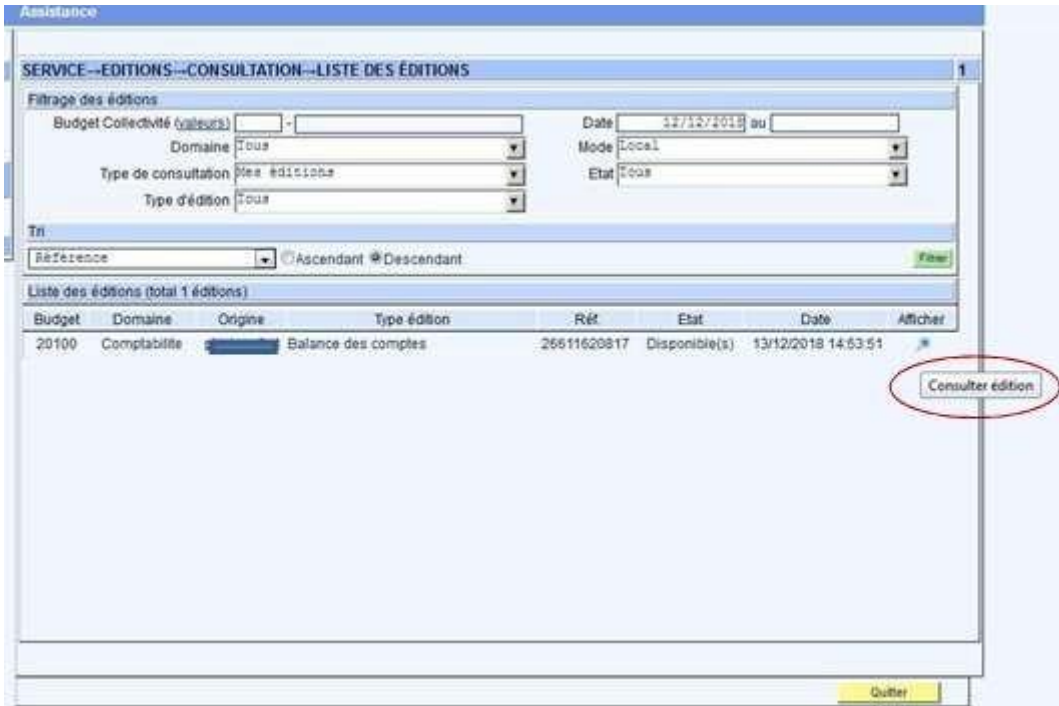 Assistance
SERVICE→EDITIONS→CONSULTATION→LISTE DES ÉDITIONS 1
Filtrage des éditions
Budget Collectivité (valeurs) - Date 12/12/2018 au
Domaine Tous Mode Local
Type de consultation Mes éditions Etat Tous
Type d'édition Tous
Tri
Référence Ascendant Descendant Filtrer
Liste des éditions (total 1 éditions)
Budget Domaine Origine Type édition Réf. Etat Date Afficher
20100 Comptabilite Balance des comptes 26611620817 Disponible(s) 13/12/2018 14:53:51
Consulter édition
Quitter